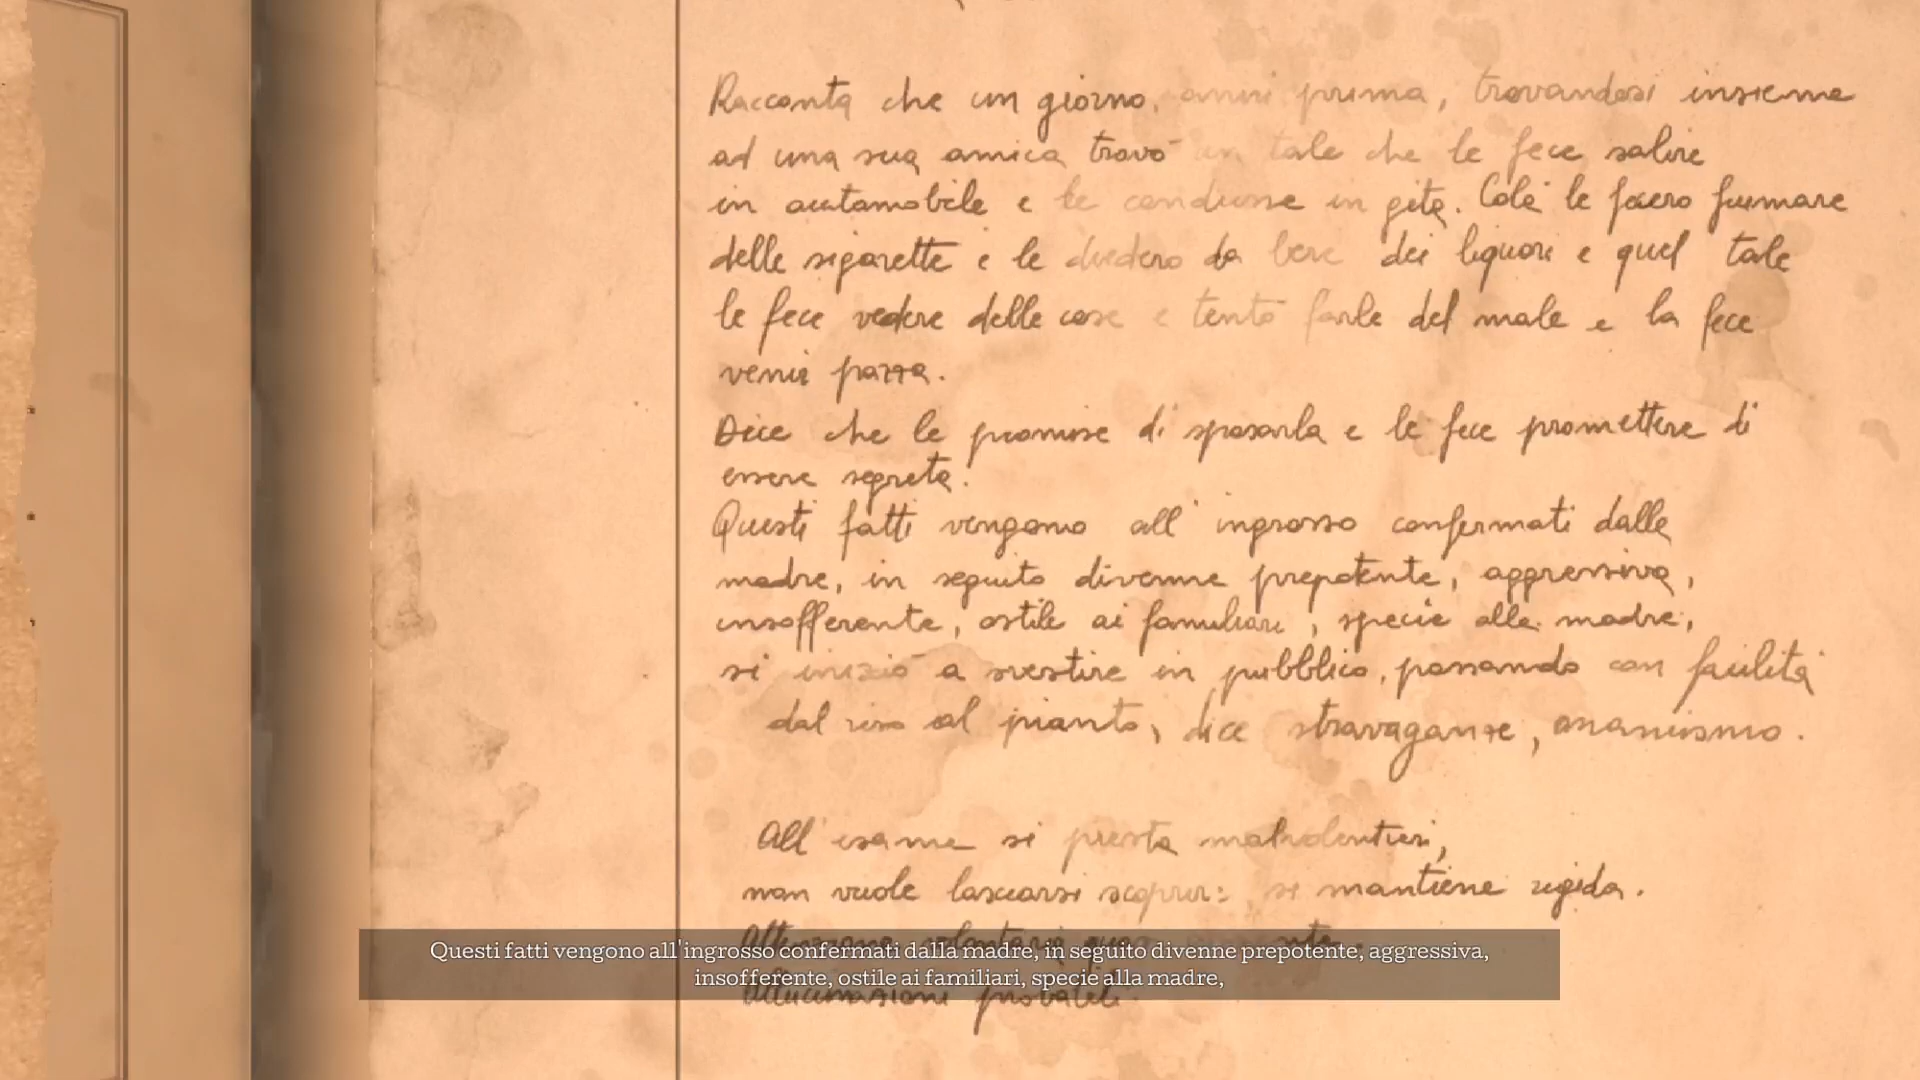 Racconta che un giorno, anni prima, trovandosi insieme
ad una sua amica trovò un tale che le fece salire
in automobile e le condusse in gita. Colà le fecero fumare
delle sigarette e le diedero da bere dei liquori e quel tale
le fece vedere delle cose e tentò farle del male e la fece
venir pazza.
Dice che le promise di sposarla e le fece promettere di
essere segreta.
Questi fatti vengono all'ingrosso confermati dalla
madre, in seguito divenne prepotente, aggressiva,
insofferente, ostile ai familiari, specie alla madre,
si iniziò a svestire in pubblico, passando con facilità
dal riso al pianto, dice stravaganze, onanismo.
All'esame si presta malvolentieri,
non vuole lasciarsi scoprire: si mantiene rigida.
Attenzione volontaria
Questi fatti vengono all'ingrosso confermati dalla madre, in seguito divenne prepotente, aggressiva,
insofferente, ostile ai familiari, specie alla madre,
Allucinazioni probabili